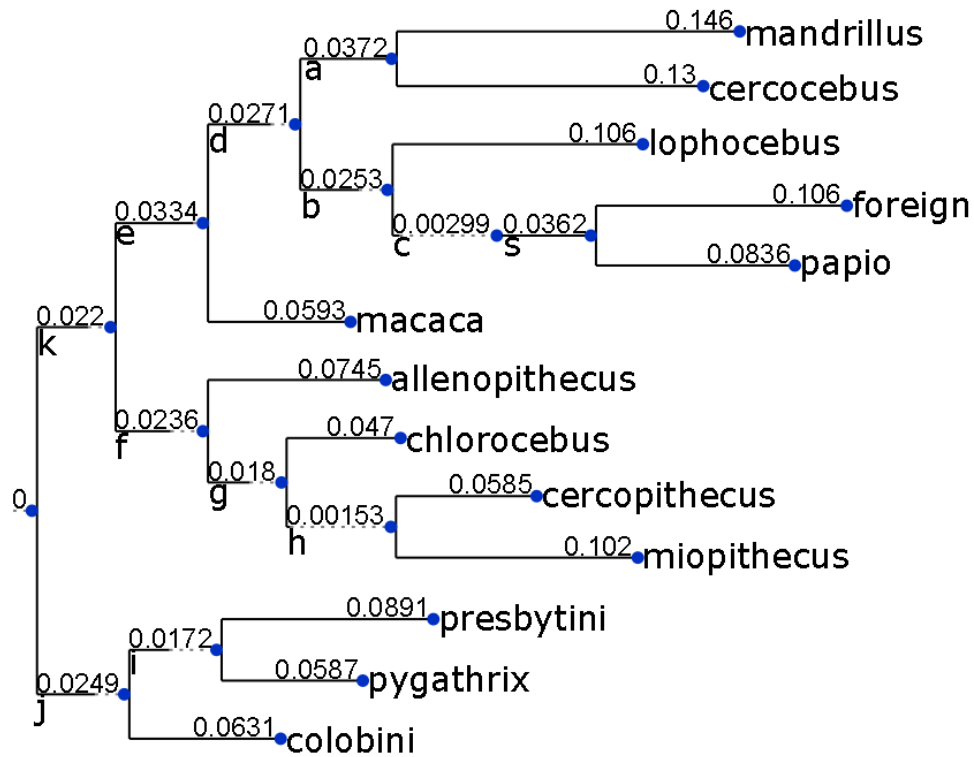 0.146 mandrillus
0.0372
a
0.13 cercocebus
0.0271
d
0.106 lophocebus
0.0253
b
0.106 foreign
0.00299 0.0362
c s
0.0334
e
0.0836 papio
0.0593 macaca
0.022
k
0.0745 allenopithecus
0.0236
f
0.047 chlorocebus
0.018
g
0.0585 cercopithecus
0
0.00153
h
0.102 miopithecus
0.0891 presbytini
0.0172
i
0.0587 pygathrix
0.0249
j
0.0631 colobini